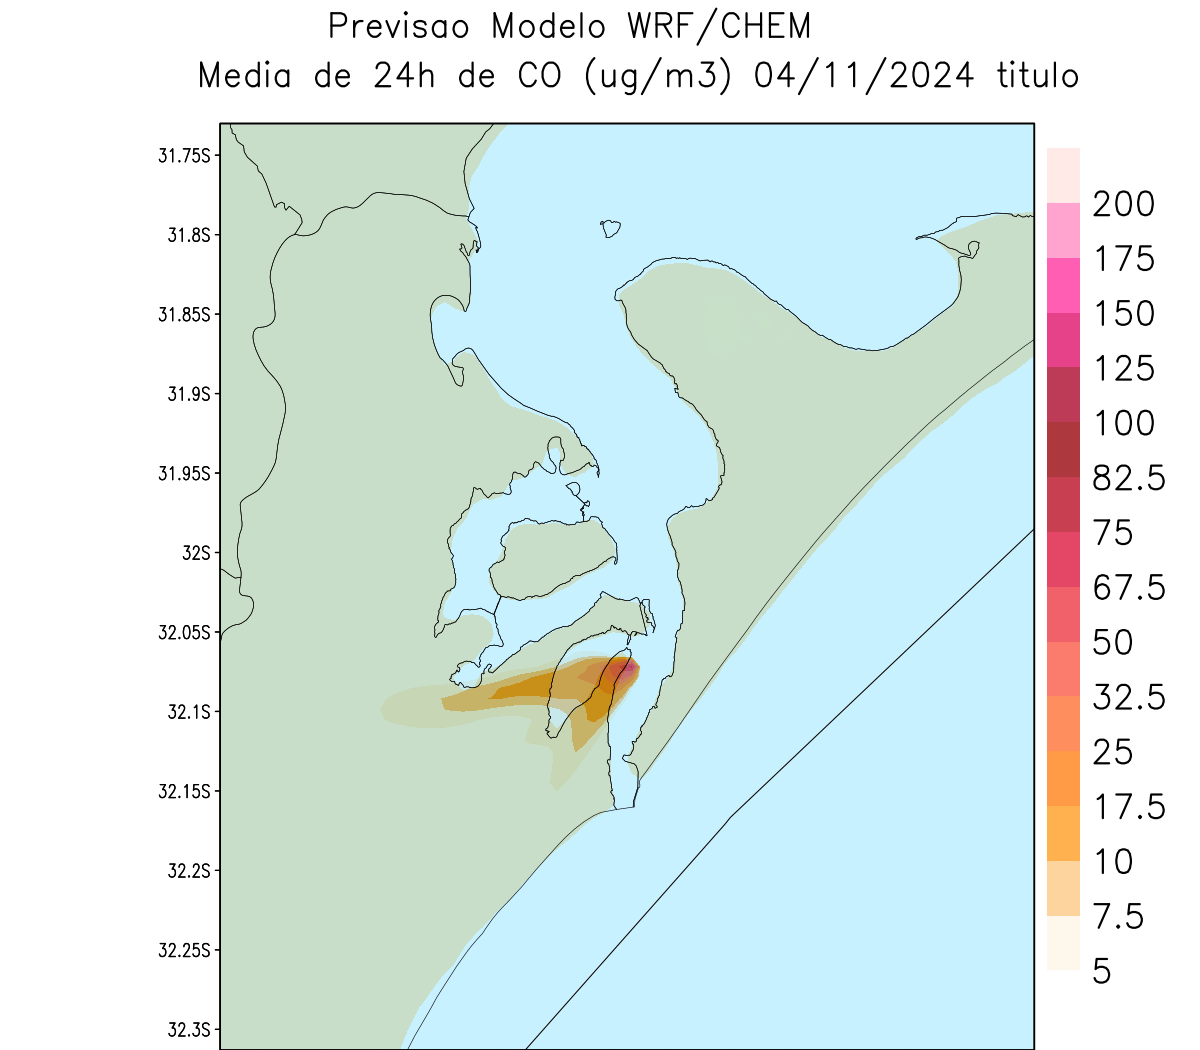 Previsao Modelo WRF/CHEM
Media de 24h de CO (ug/m3) 04/11/2024 titulo
31.75S
31.8S
31.85S
31.9S
31.95S
32S
32.05S
32.1S
32.15S
32.2S
32.25S
32.3S
200
175
150
125
100
82.5
75
67.5
50
32.5
25
17.5
10
7.5
5